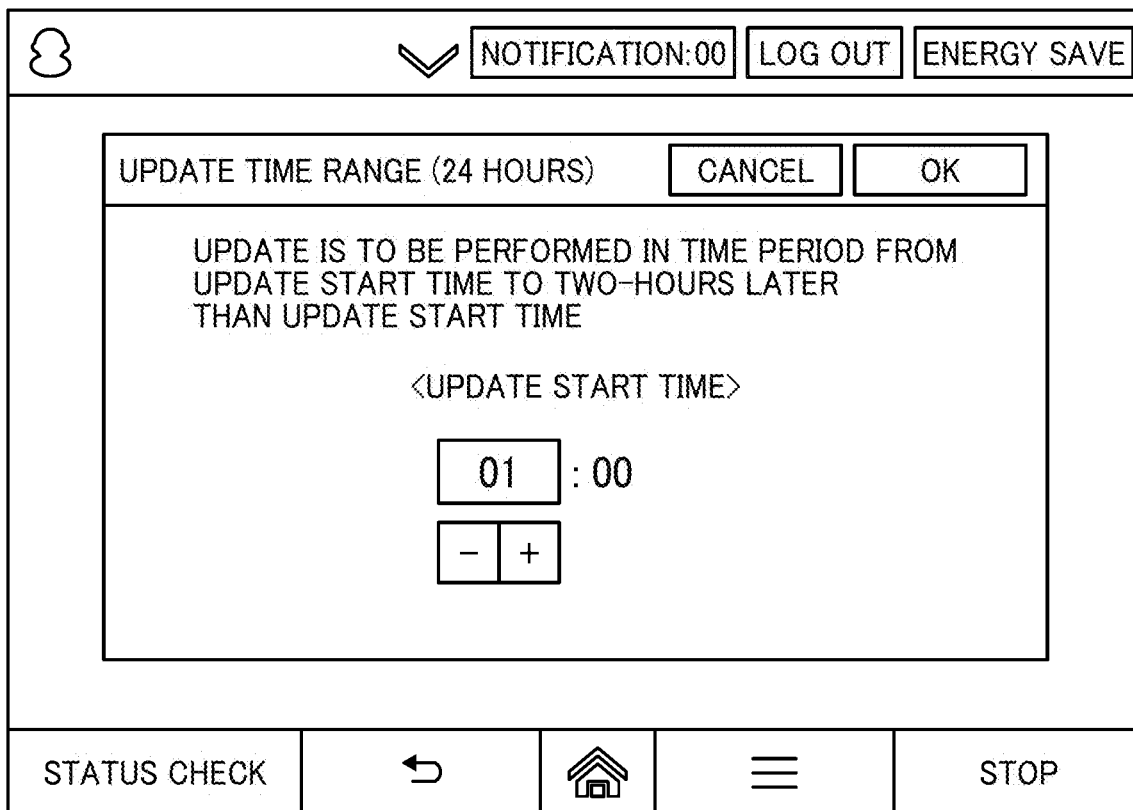 NOTIFICATION:00 LOG OUT ENERGY SAVE
UPDATE TIME RANGE (24 HOURS) CANCEL OK
UPDATE IS TO BE PERFORMED IN TIME PERIOD FROM
UPDATE START TIME TO TWO-HOURS LATER
THAN UPDATE START TIME
<UPDATE START TIME>
01 : 00
- +
STATUS CHECK STOP